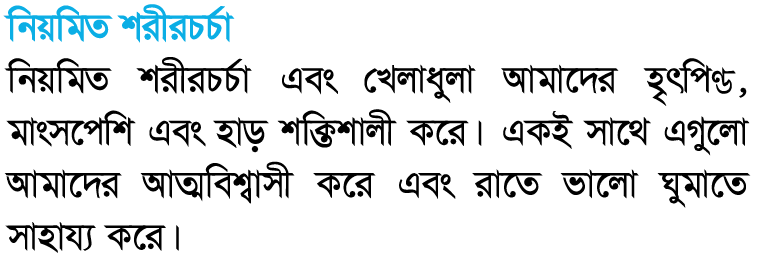 নিয়মিত শরীরচর্চা
নিয়মিত শরীরচর্চা এবং খেলাধুলা আমাদের হৃৎপিণ্ড,
মাংসপেশি এবং হাড় শক্তিশালী করে। একই সাথে এগুলো
আমাদের আত্মবিশ্বাসী করে এবং রাতে ভালো ঘুমাতে
সাহায্য করে।